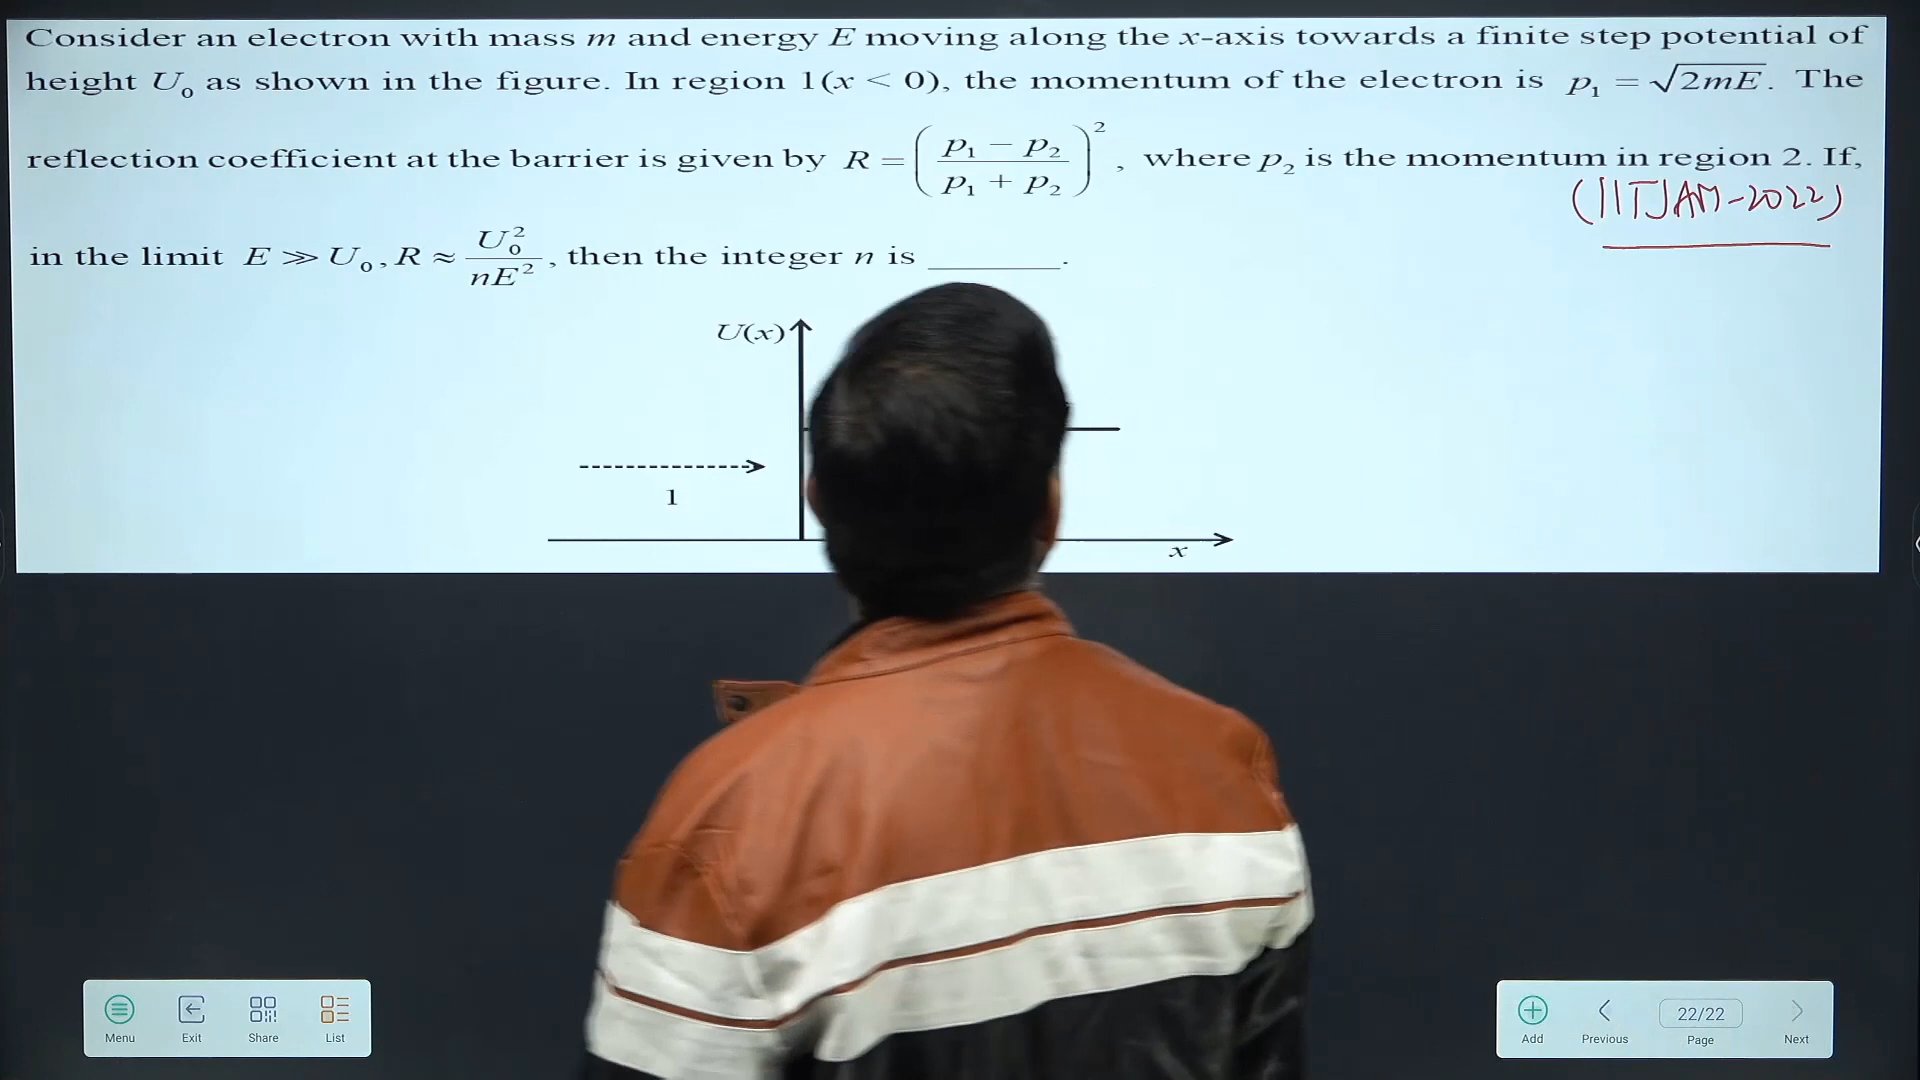 Consider an electron with mass m and energy E moving along the x-axis towards a finite step potential of
height U₀ as shown in the figure. In region 1(x < 0), the momentum of the electron is p₁ = √2mE. The
reflection coefficient at the barrier is given by R = ((p₁ − p₂)/(p₁ + p₂))², where p₂ is the momentum in region 2. If,
(IITJAM-2022)
in the limit E ≫ U₀, R ≈ U₀²/nE², then the integer n is ________.
U(x)
1
x
Menu Exit Share List
Add Previous 22/22 Page Next